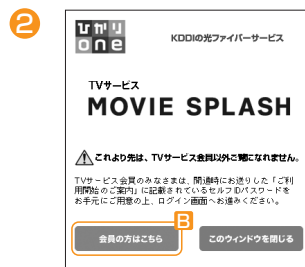 2
ひかり
one
KDDIの光ファイバーサービス
TVサービス
MOVIE SPLASH
これより先は、TVサービス会員以外ご覧になれません。
TVサービス会員のみなさまは、開通時にお送りした「ご利
用開始のご案内」に記載されているセルフIDパスワードを
お手元にご用意の上、ログイン画面へお進みください。
B
会員の方はこちら
このウィンドウを閉じる